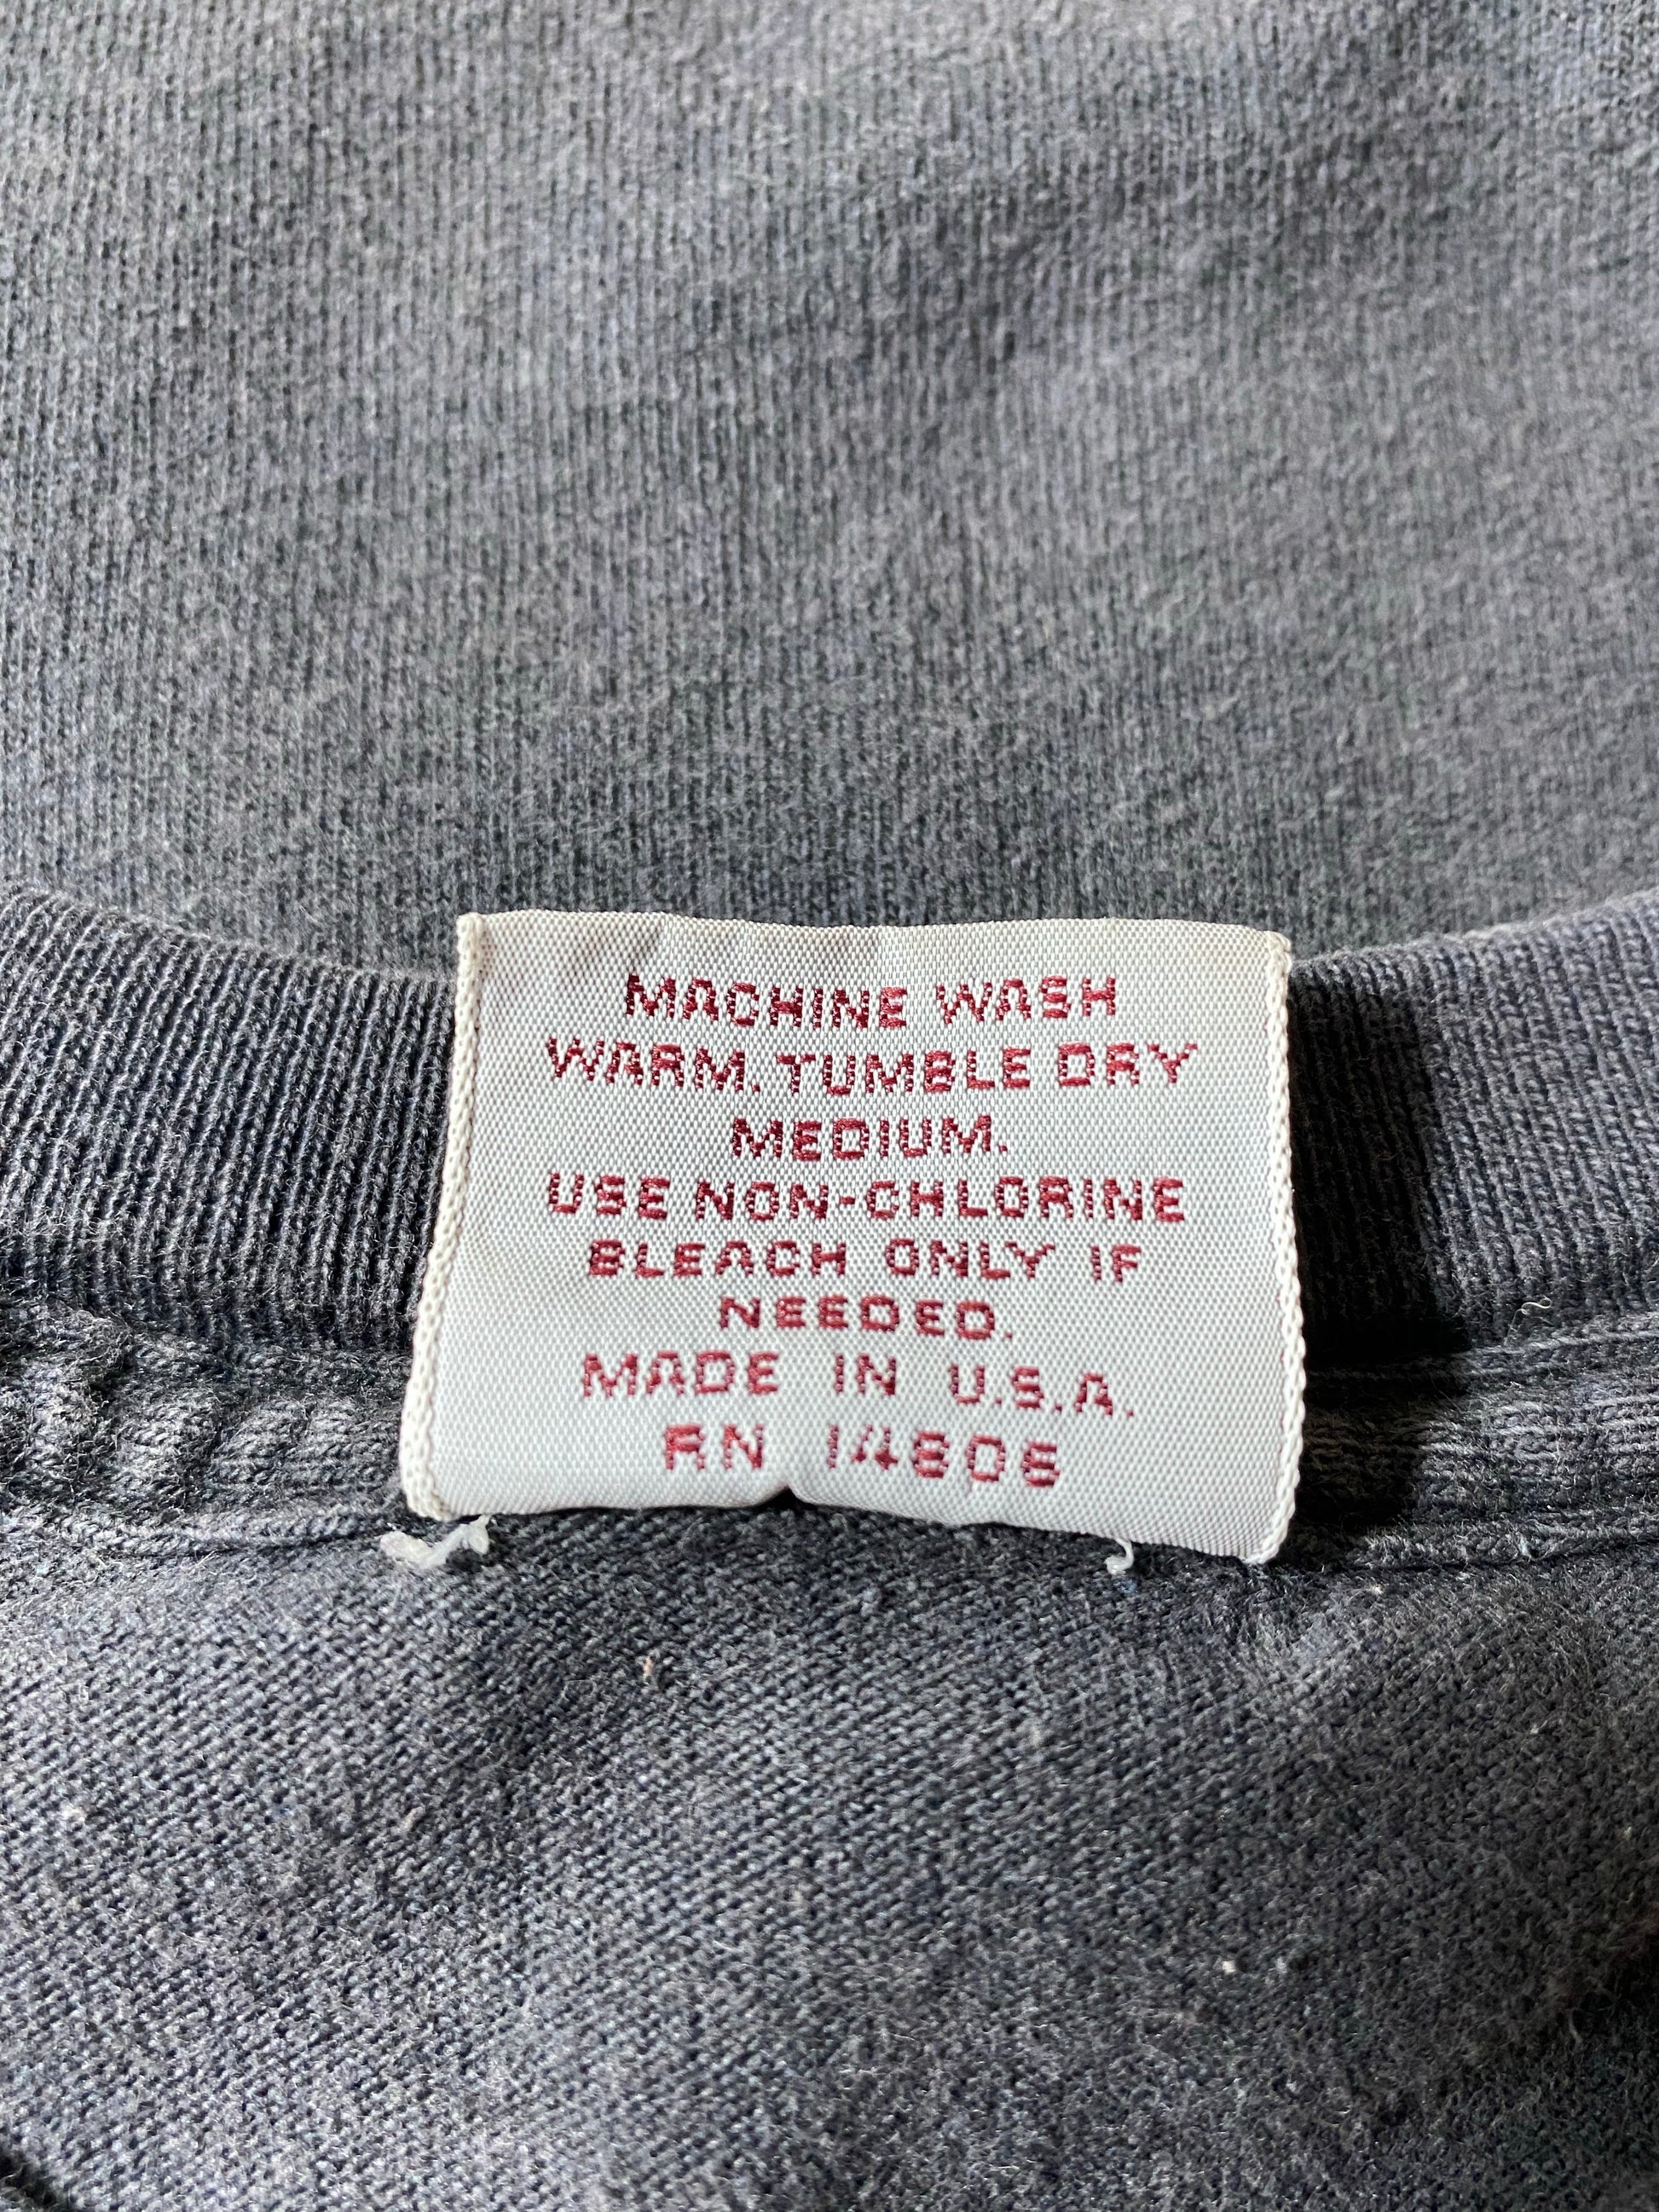 MACHINE WASH
WARM. TUMBLE DRY
MEDIUM.
USE NON-CHLORINE
BLEACH ONLY IF
NEEDED.
MADE IN U.S.A.
RN 14806